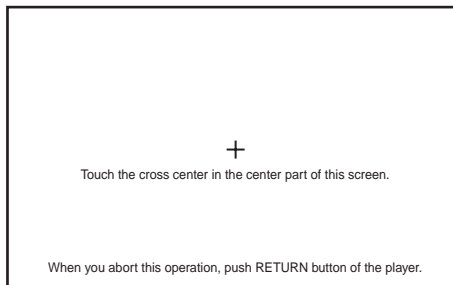 Touch the cross center in the center part of this screen.
When you abort this operation, push RETURN button of the player.